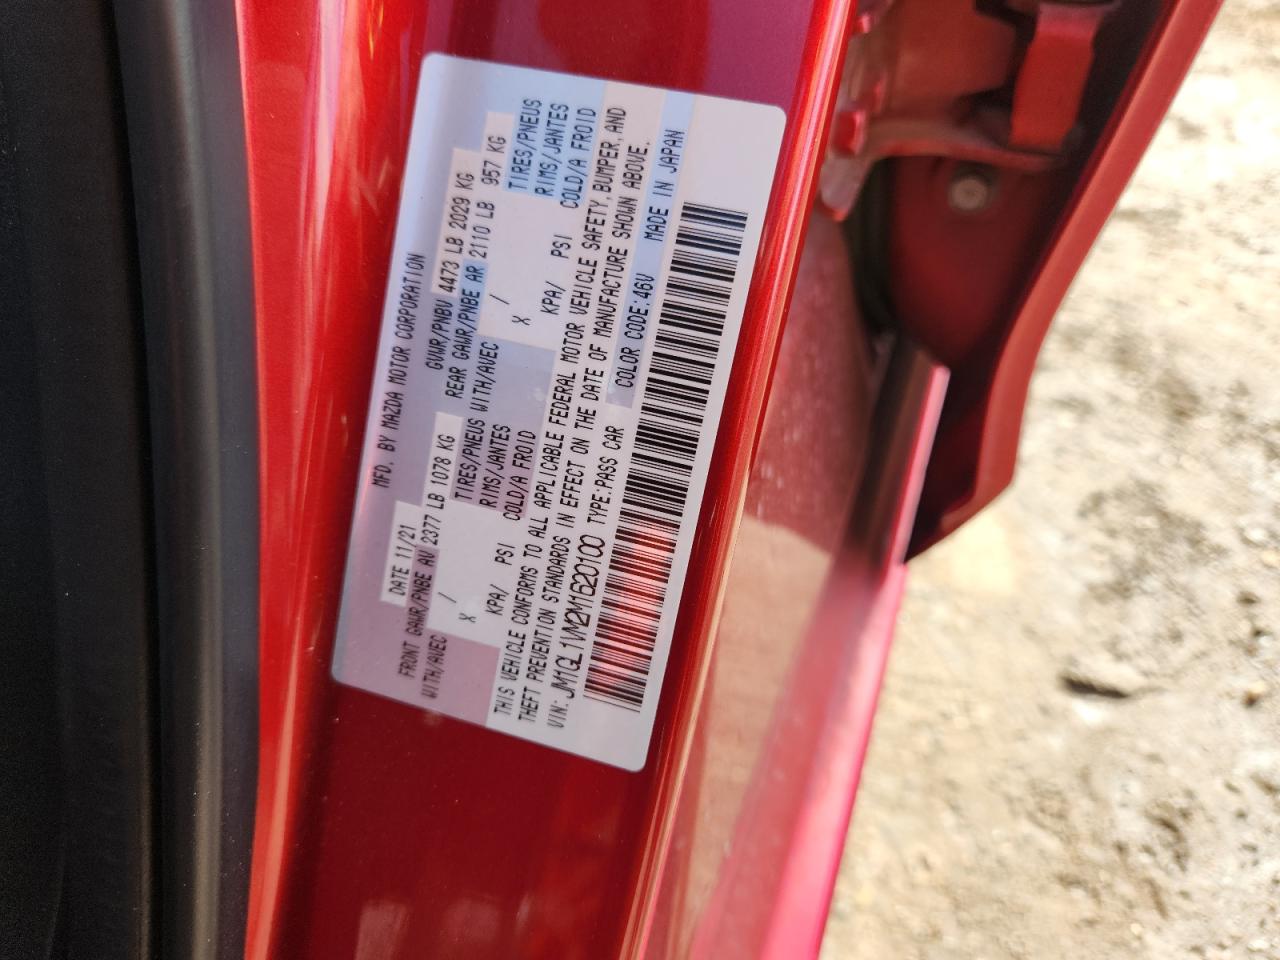 MFD. BY MAZDA MOTOR CORPORATION
DATE 11/21 GVWR/PNBV 4473 LB 2029 KG
FRONT GAWR/PNBE AV 2377 LB 1078 KG REAR GAWR/PNBE AR 2110 LB 957 KG
WITH/AVEC TIRES/PNEUS WITH/AVEC TIRES/PNEUS
X / RIMS/JANTES X / RIMS/JANTES
KPA/ PSI COLD/A FROID KPA/ PSI COLD/A FROID
THIS VEHICLE CONFORMS TO ALL APPLICABLE FEDERAL MOTOR VEHICLE SAFETY, BUMPER, AND
THEFT PREVENTION STANDARDS IN EFFECT ON THE DATE OF MANUFACTURE SHOWN ABOVE.
VIN: JM1GL1VM2M1620100 TYPE: PASS CAR COLOR CODE: 46V MADE IN JAPAN